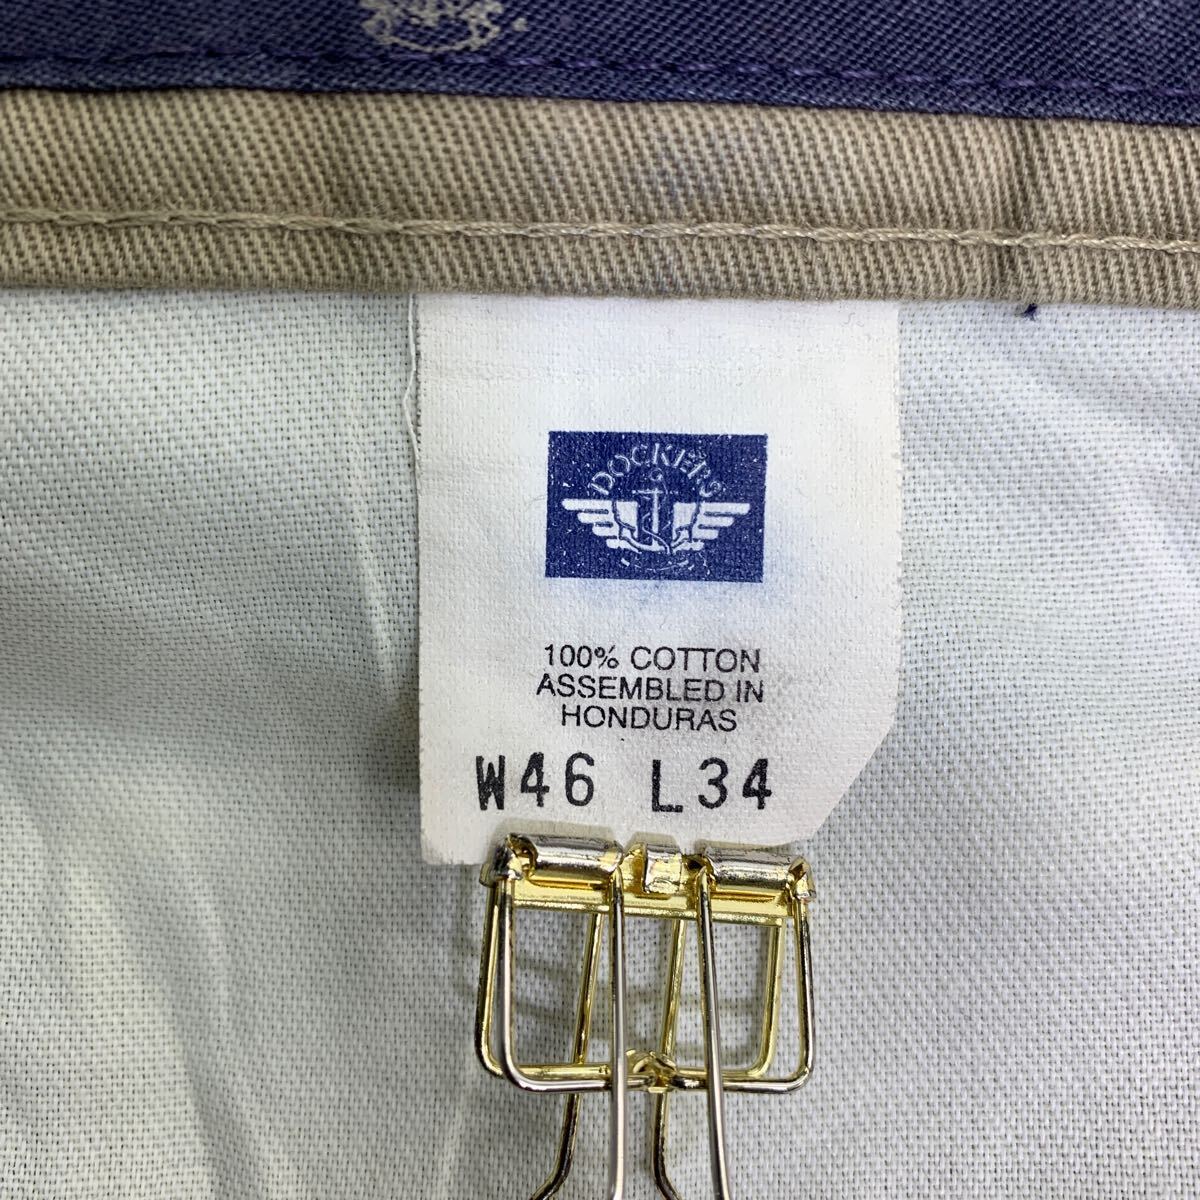 DOCKERS
100% COTTON
ASSEMBLED IN
HONDURAS
W46 L34